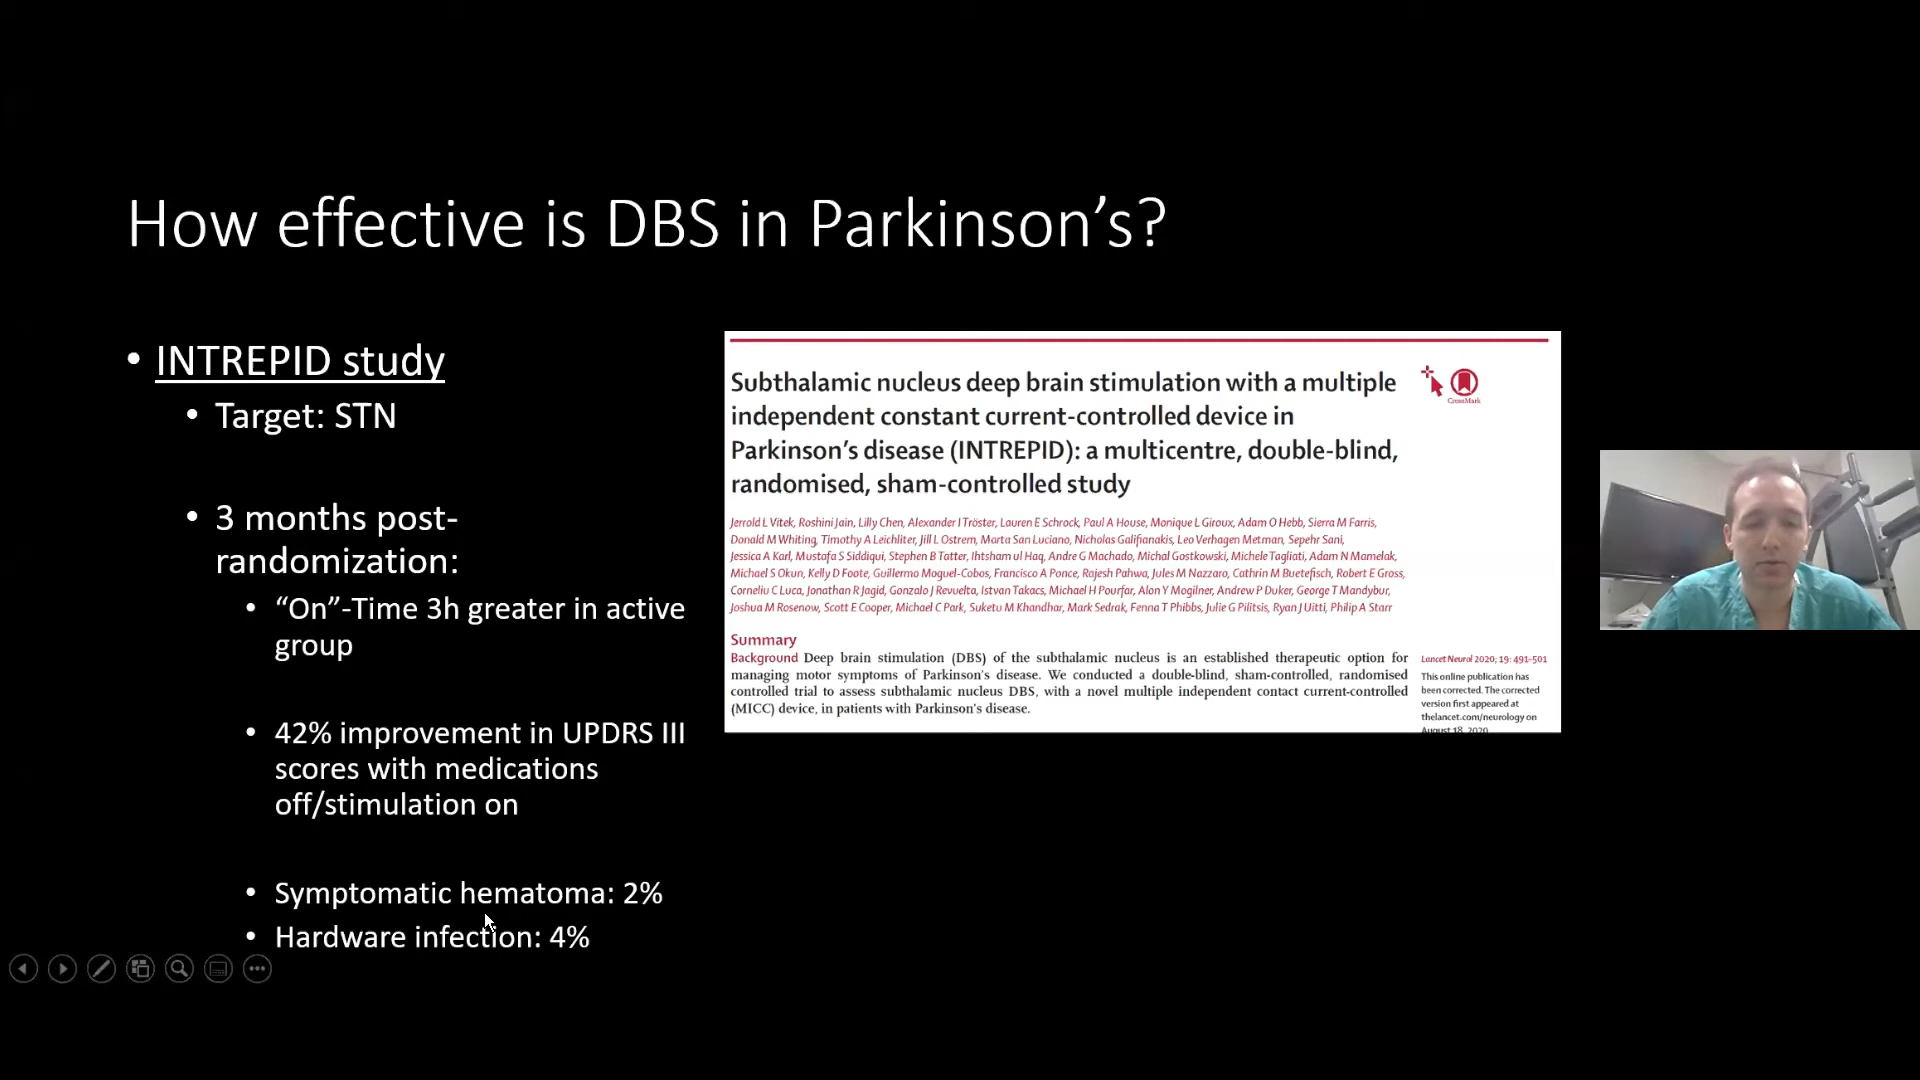 How effective is DBS in Parkinson’s?
• INTREPID study
• Target: STN
• 3 months post-
randomization:
• “On”-Time 3h greater in active
group
• 42% improvement in UPDRS III
scores with medications
off/stimulation on
• Symptomatic hematoma: 2%
• Hardware infection: 4%
Subthalamic nucleus deep brain stimulation with a multiple
independent constant current-controlled device in
Parkinson’s disease (INTREPID): a multicentre, double-blind,
randomised, sham-controlled study
CrossMark
Jerrold L Vitek, Roshini Jain, Lilly Chen, Alexander I Tröster, Lauren E Schrock, Paul A House, Monique L Giroux, Adam O Hebb, Sierra M Farris,
Donald M Whiting, Timothy A Leichliter, Jill L Ostrem, Marta San Luciano, Nicholas Galifianakis, Leo Verhagen Metman, Sepehr Sani,
Jessica A Karl, Mustafa S Siddiqui, Stephen B Tatter, Ihtsham ul Haq, Andre G Machado, Michal Gostkowski, Michele Tagliati, Adam N Mamelak,
Michael S Okun, Kelly D Foote, Guillermo Moguel-Cobos, Francisco A Ponce, Rajesh Pahwa, Jules M Nazzaro, Cathrin M Buetefisch, Robert E Gross,
Corneliu C Luca, Jonathan R Jagid, Gonzalo J Revuelta, Istvan Takacs, Michael H Pourfar, Alon Y Mogilner, Andrew P Duker, George T Mandybur,
Joshua M Rosenow, Scott E Cooper, Michael C Park, Suketu M Khandhar, Mark Sedrak, Fenna T Phibbs, Julie G Pilitsis, Ryan J Uitti, Philip A Starr
Summary
Background Deep brain stimulation (DBS) of the subthalamic nucleus is an established therapeutic option for
managing motor symptoms of Parkinson’s disease. We conducted a double-blind, sham-controlled, randomised
controlled trial to assess subthalamic nucleus DBS, with a novel multiple independent contact current-controlled
(MICC) device, in patients with Parkinson’s disease.
Lancet Neurol 2020; 19: 491–501
This online publication has
been corrected. The corrected
version first appeared at
thelancet.com/neurology on
August 18, 2020